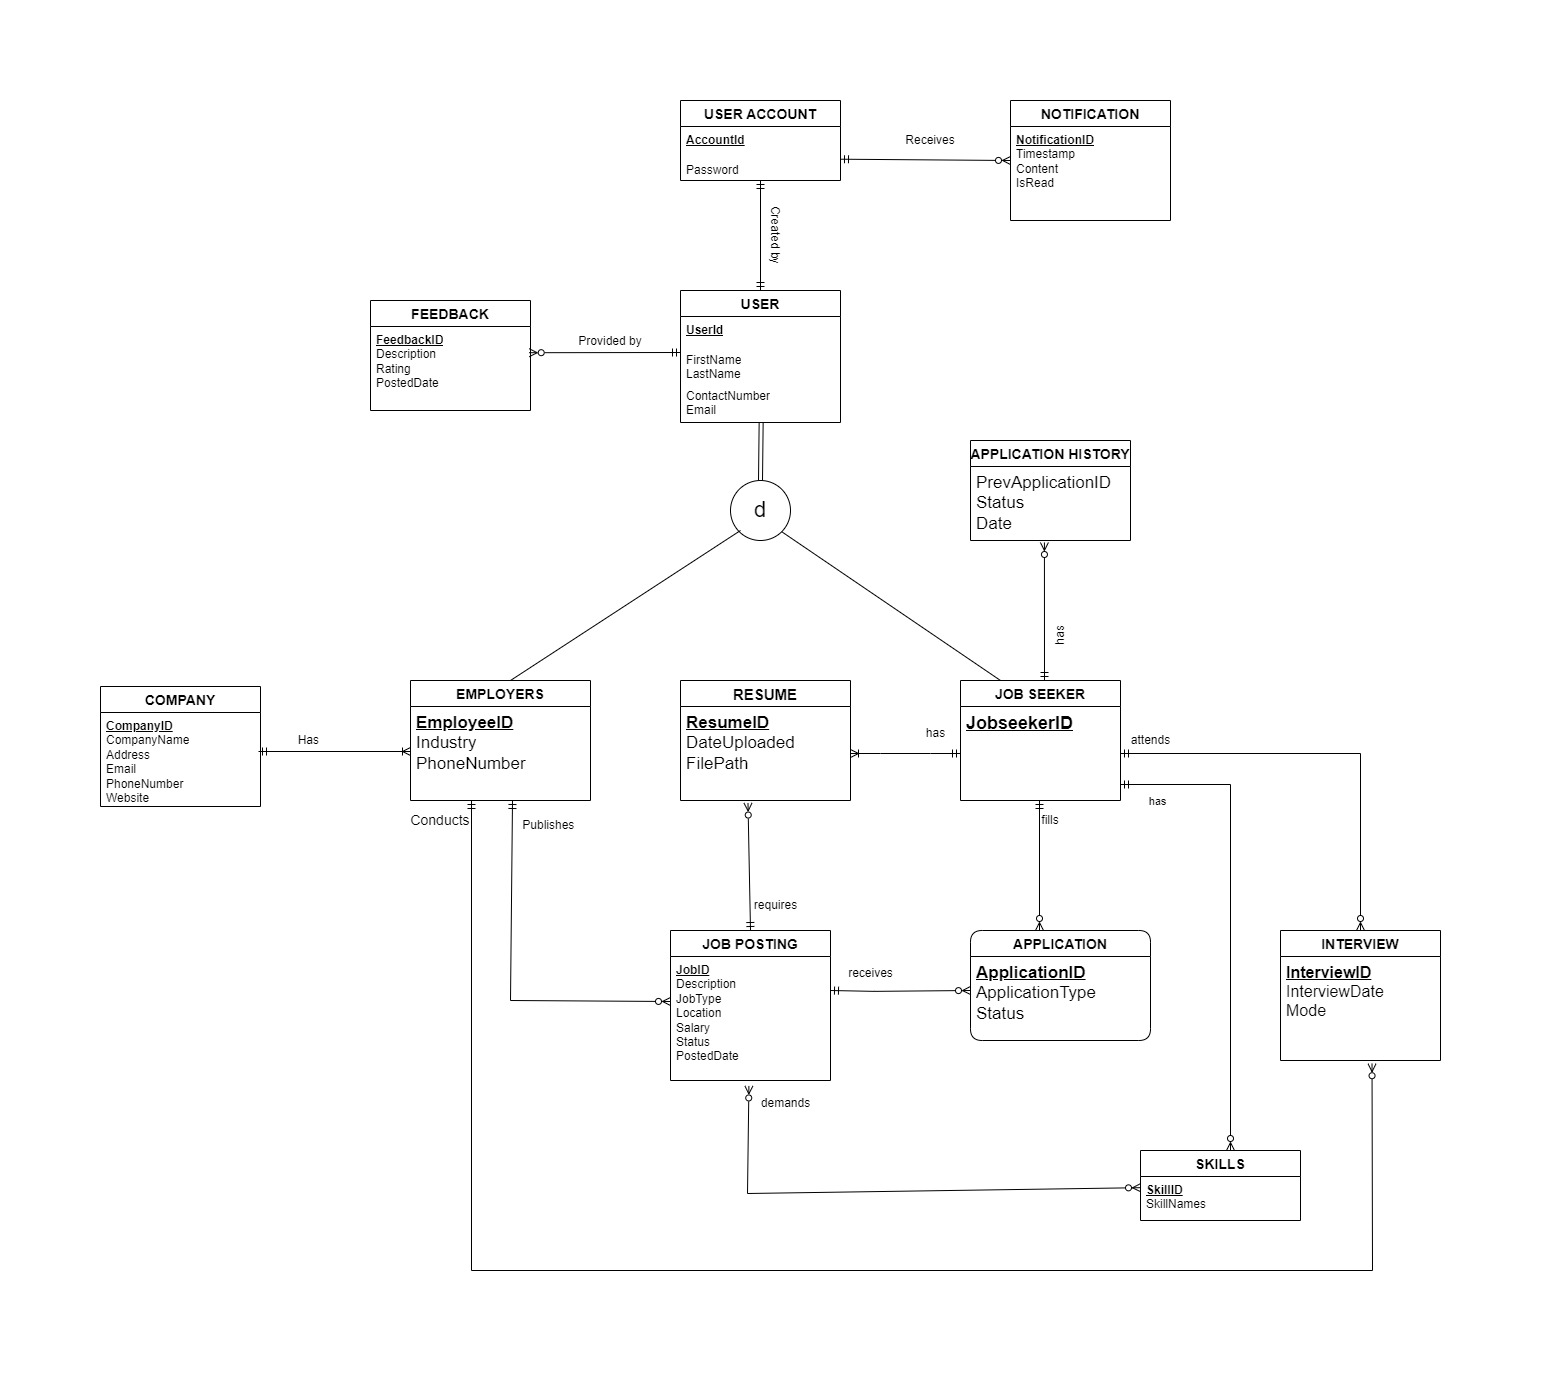 USER ACCOUNT
AccountId
Password
Receives
NOTIFICATION
NotificationID
Timestamp
Content
IsRead
Created by
FEEDBACK
FeedbackID
Description
Rating
PostedDate
Provided by
USER
UserId
FirstName
LastName
ContactNumber
Email
d
APPLICATION HISTORY
PrevApplicationID
Status
Date
has
COMPANY
CompanyID
CompanyName
Address
Email
PhoneNumber
Website
Has
EMPLOYERS
EmployeeID
Industry
PhoneNumber
RESUME
ResumeID
DateUploaded
FilePath
has
JOB SEEKER
JobseekerID
attends
has
Conducts
Publishes
fills
requires
JOB POSTING
JobID
Description
JobType
Location
Salary
Status
PostedDate
receives
APPLICATION
ApplicationID
ApplicationType
Status
INTERVIEW
InterviewID
InterviewDate
Mode
demands
SKILLS
SkillID
SkillNames